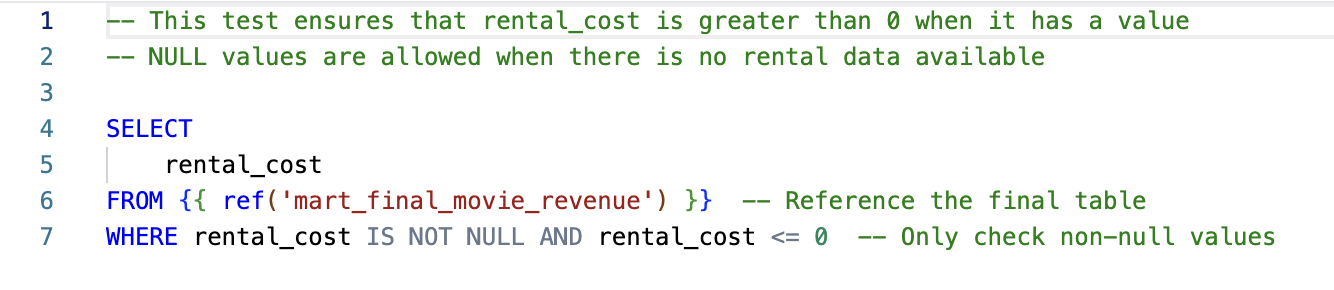 1 -- This test ensures that rental_cost is greater than 0 when it has a value
2 -- NULL values are allowed when there is no rental data available
3
4 SELECT
5     rental_cost
6 FROM {{ ref('mart_final_movie_revenue') }}  -- Reference the final table
7 WHERE rental_cost IS NOT NULL AND rental_cost <= 0  -- Only check non-null values